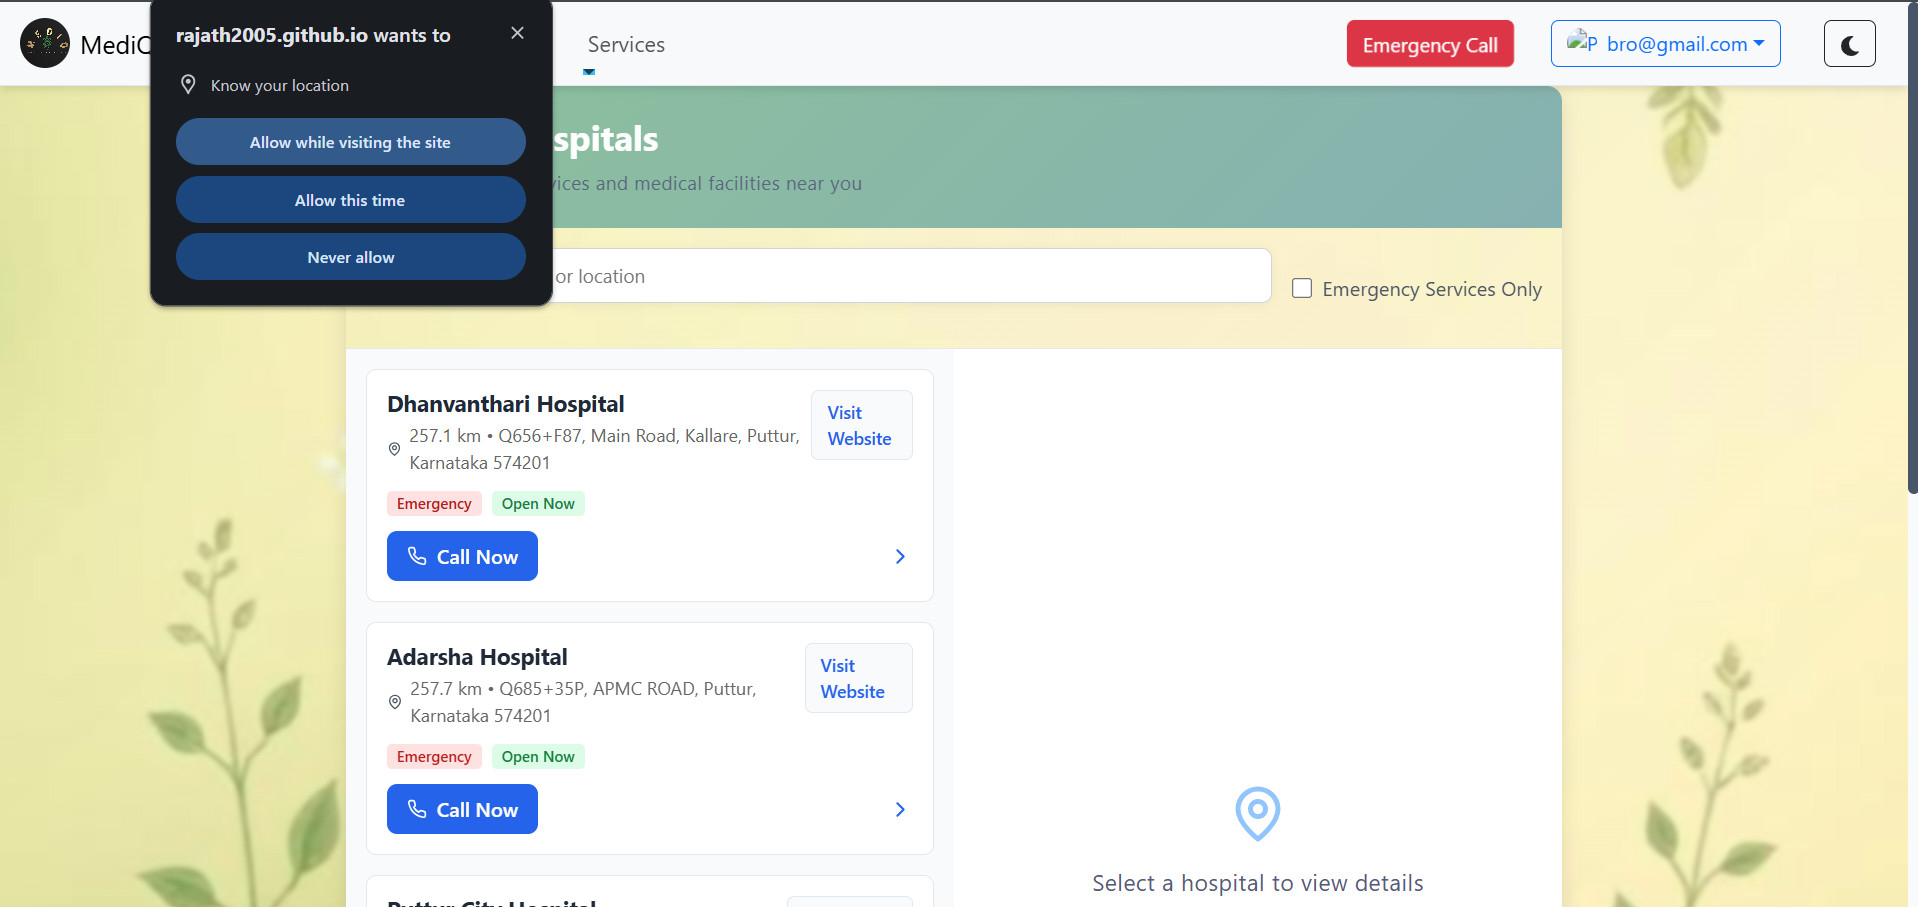 MediC
rajath2005.github.io wants to
Know your location
Allow while visiting the site
Allow this time
Never allow
Services
Emergency Call
P bro@gmail.com
spitals
vices and medical facilities near you
or location
Emergency Services Only
Dhanvanthari Hospital
257.1 km • Q656+F87, Main Road, Kallare, Puttur,
Karnataka 574201
Visit
Website
Emergency Open Now
Call Now
Adarsha Hospital
257.7 km • Q685+35P, APMC ROAD, Puttur,
Karnataka 574201
Visit
Website
Emergency Open Now
Call Now
Puttur City Hospital
Select a hospital to view details